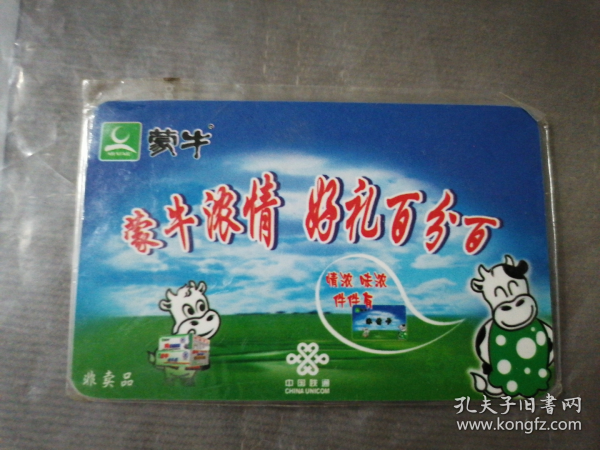 蒙牛
蒙牛浓情 好礼百分百
情浓 味浓
件件有
中国联通
CHINA UNICOM
非卖品
孔夫子旧书网
www.kongfz.com